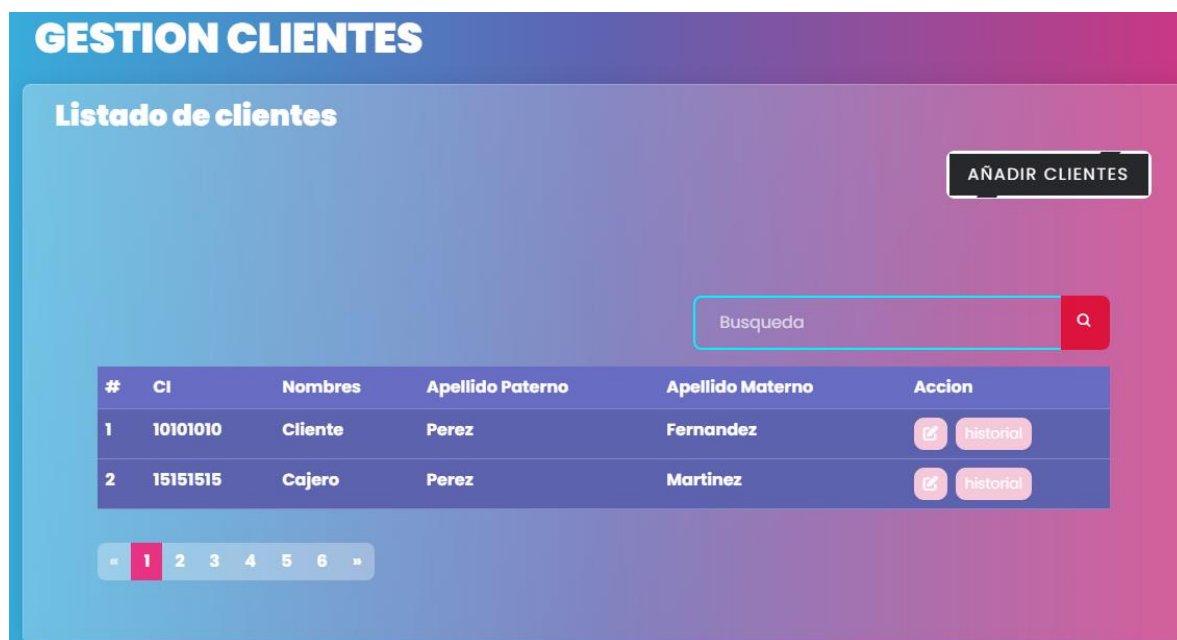 GESTION CLIENTES
Listado de clientes
AÑADIR CLIENTES
Busqueda
# CI Nombres Apellido Paterno Apellido Materno Accion
1 10101010 Cliente Perez Fernandez historial
2 15151515 Cajero Perez Martinez historial
« 1 2 3 4 5 6 »